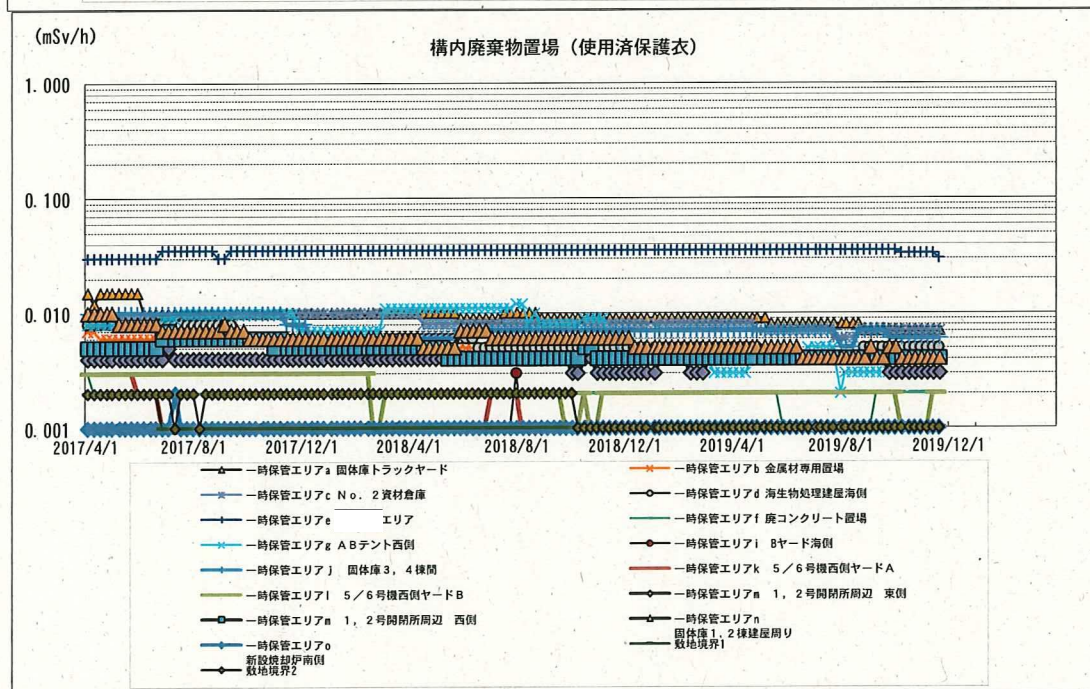 (mSv/h)
構内廃棄物置場（使用済保護衣）
1.000
0.100
0.010
0.001
2017/4/1 2017/8/1 2017/12/1 2018/4/1 2018/8/1 2018/12/1 2019/4/1 2019/8/1 2019/12/1
一時保管エリアa 固体庫トラックヤード
一時保管エリアb 金属材専用置場
一時保管エリアc No．2資材倉庫
一時保管エリアd 海生物処理建屋海側
一時保管エリアe エリア
一時保管エリアf 廃コンクリート置場
一時保管エリアg ABテント西側
一時保管エリアi Bヤード海側
一時保管エリアj 固体庫3，4棟間
一時保管エリアk 5／6号機西側ヤードA
一時保管エリアl 5／6号機西側ヤードB
一時保管エリアm 1，2号開閉所周辺 東側
一時保管エリアm 1，2号開閉所周辺 西側
一時保管エリアn
固体庫1.2棟建屋周り
一時保管エリアo
新設焼却炉南側
敷地境界1
敷地境界2